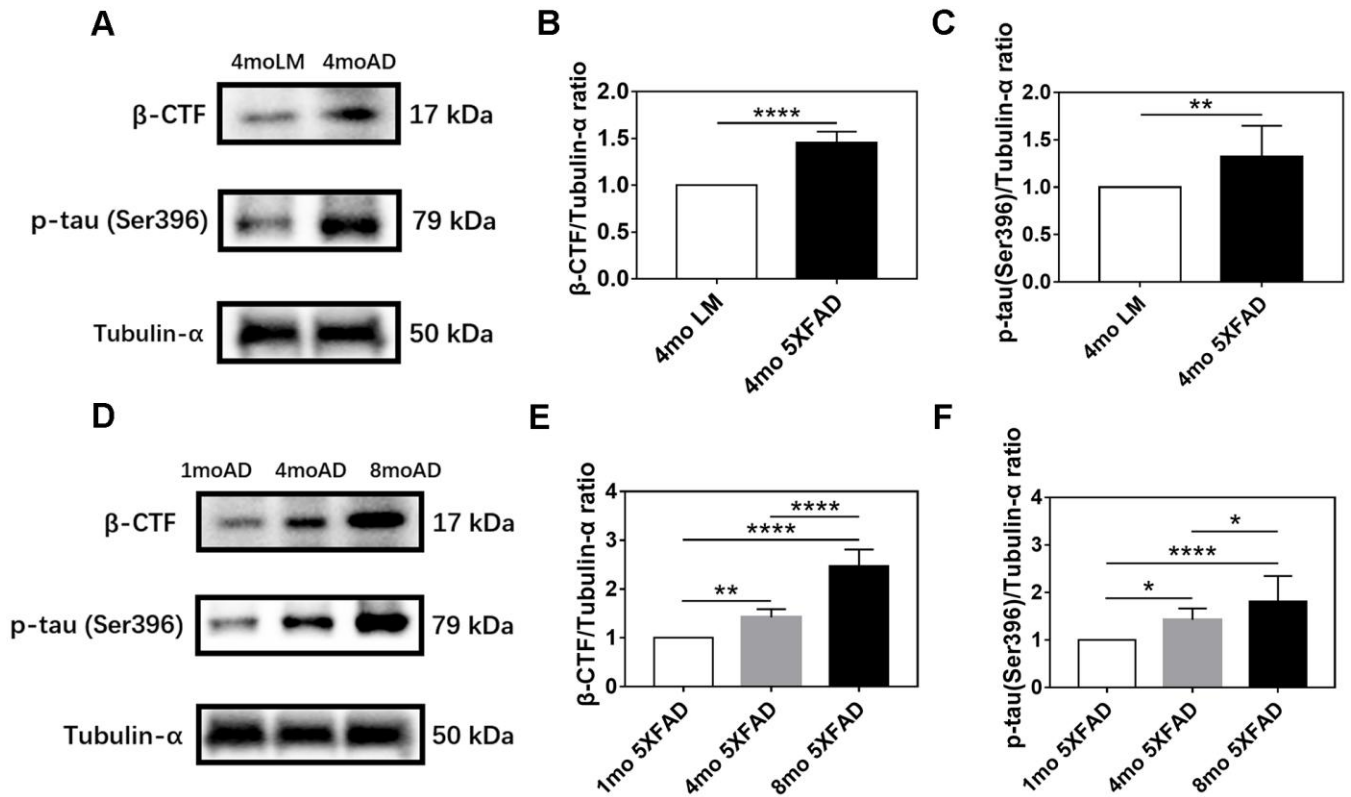 A
4moLM 4moAD
β-CTF 17 kDa
p-tau (Ser396) 79 kDa
Tubulin-α 50 kDa
B
β-CTF/Tubulin-α ratio
2.0
1.5
1.0
0.5
0.0
****
4mo LM
4mo 5XFAD
C
p-tau(Ser396)/Tubulin-α ratio
2.0
1.5
1.0
0.5
0.0
**
4mo LM
4mo 5XFAD
D
1moAD 4moAD 8moAD
β-CTF 17 kDa
p-tau (Ser396) 79 kDa
Tubulin-α 50 kDa
E
β-CTF/Tubulin-α ratio
4
3
2
1
0
****
****
**
1mo 5XFAD
4mo 5XFAD
8mo 5XFAD
F
p-tau(Ser396)/Tubulin-α ratio
4
3
2
1
0
*
****
*
1mo 5XFAD
4mo 5XFAD
8mo 5XFAD